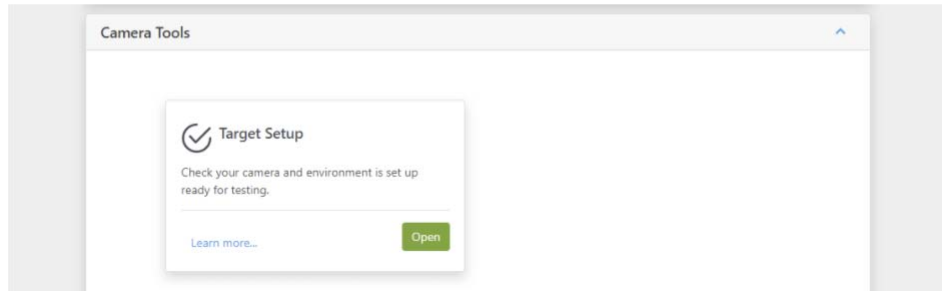 Camera Tools
Target Setup
Check your camera and environment is set up
ready for testing.
Learn more...
Open